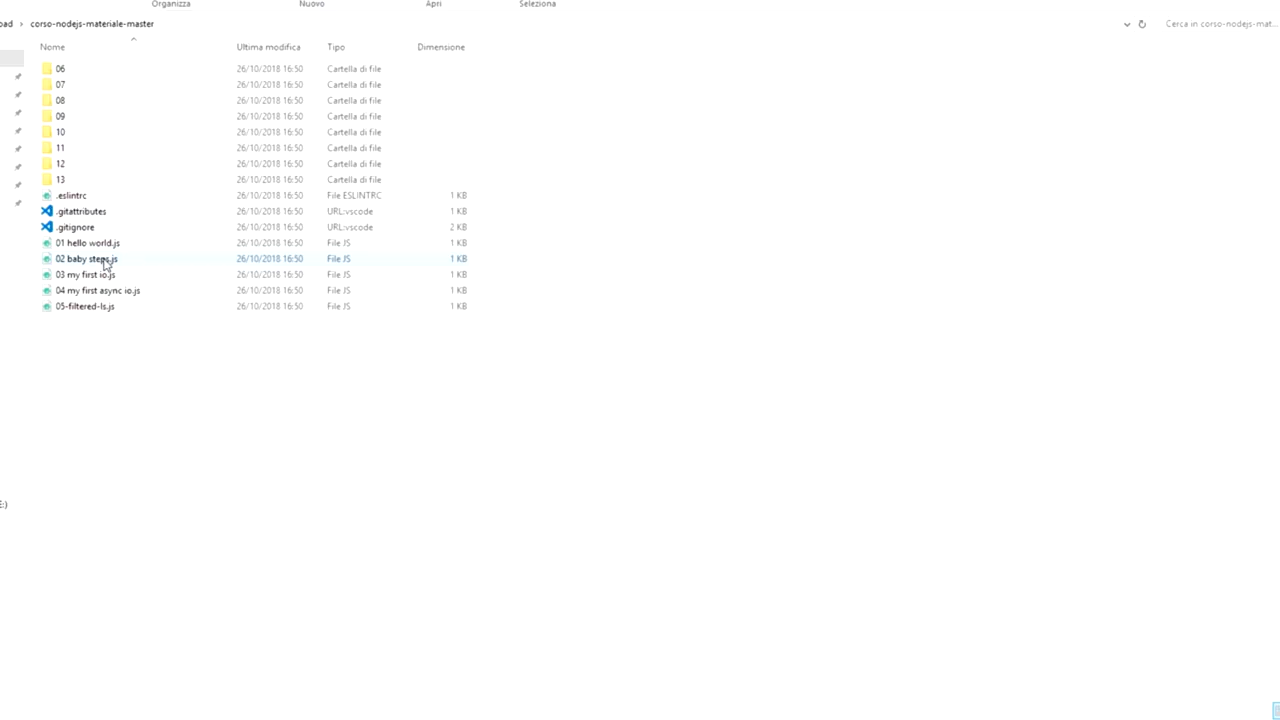 Organizza Nuovo Apri Seleziona
oad › corso-nodejs-materiale-master Cerca in corso-nodejs-mat...
Nome Ultima modifica Tipo Dimensione
06 26/10/2018 16:50 Cartella di file
07 26/10/2018 16:50 Cartella di file
08 26/10/2018 16:50 Cartella di file
09 26/10/2018 16:50 Cartella di file
10 26/10/2018 16:50 Cartella di file
11 26/10/2018 16:50 Cartella di file
12 26/10/2018 16:50 Cartella di file
13 26/10/2018 16:50 Cartella di file
.eslintrc 26/10/2018 16:50 File ESLINTRC 1 KB
.gitattributes 26/10/2018 16:50 URL:vscode 1 KB
.gitignore 26/10/2018 16:50 URL:vscode 2 KB
01 hello world.js 26/10/2018 16:50 File JS 1 KB
02 baby steps.js 26/10/2018 16:50 File JS 1 KB
03 my first io.js 26/10/2018 16:50 File JS 1 KB
04 my first async io.js 26/10/2018 16:50 File JS 1 KB
05-filtered-ls.js 26/10/2018 16:50 File JS 1 KB
E:)